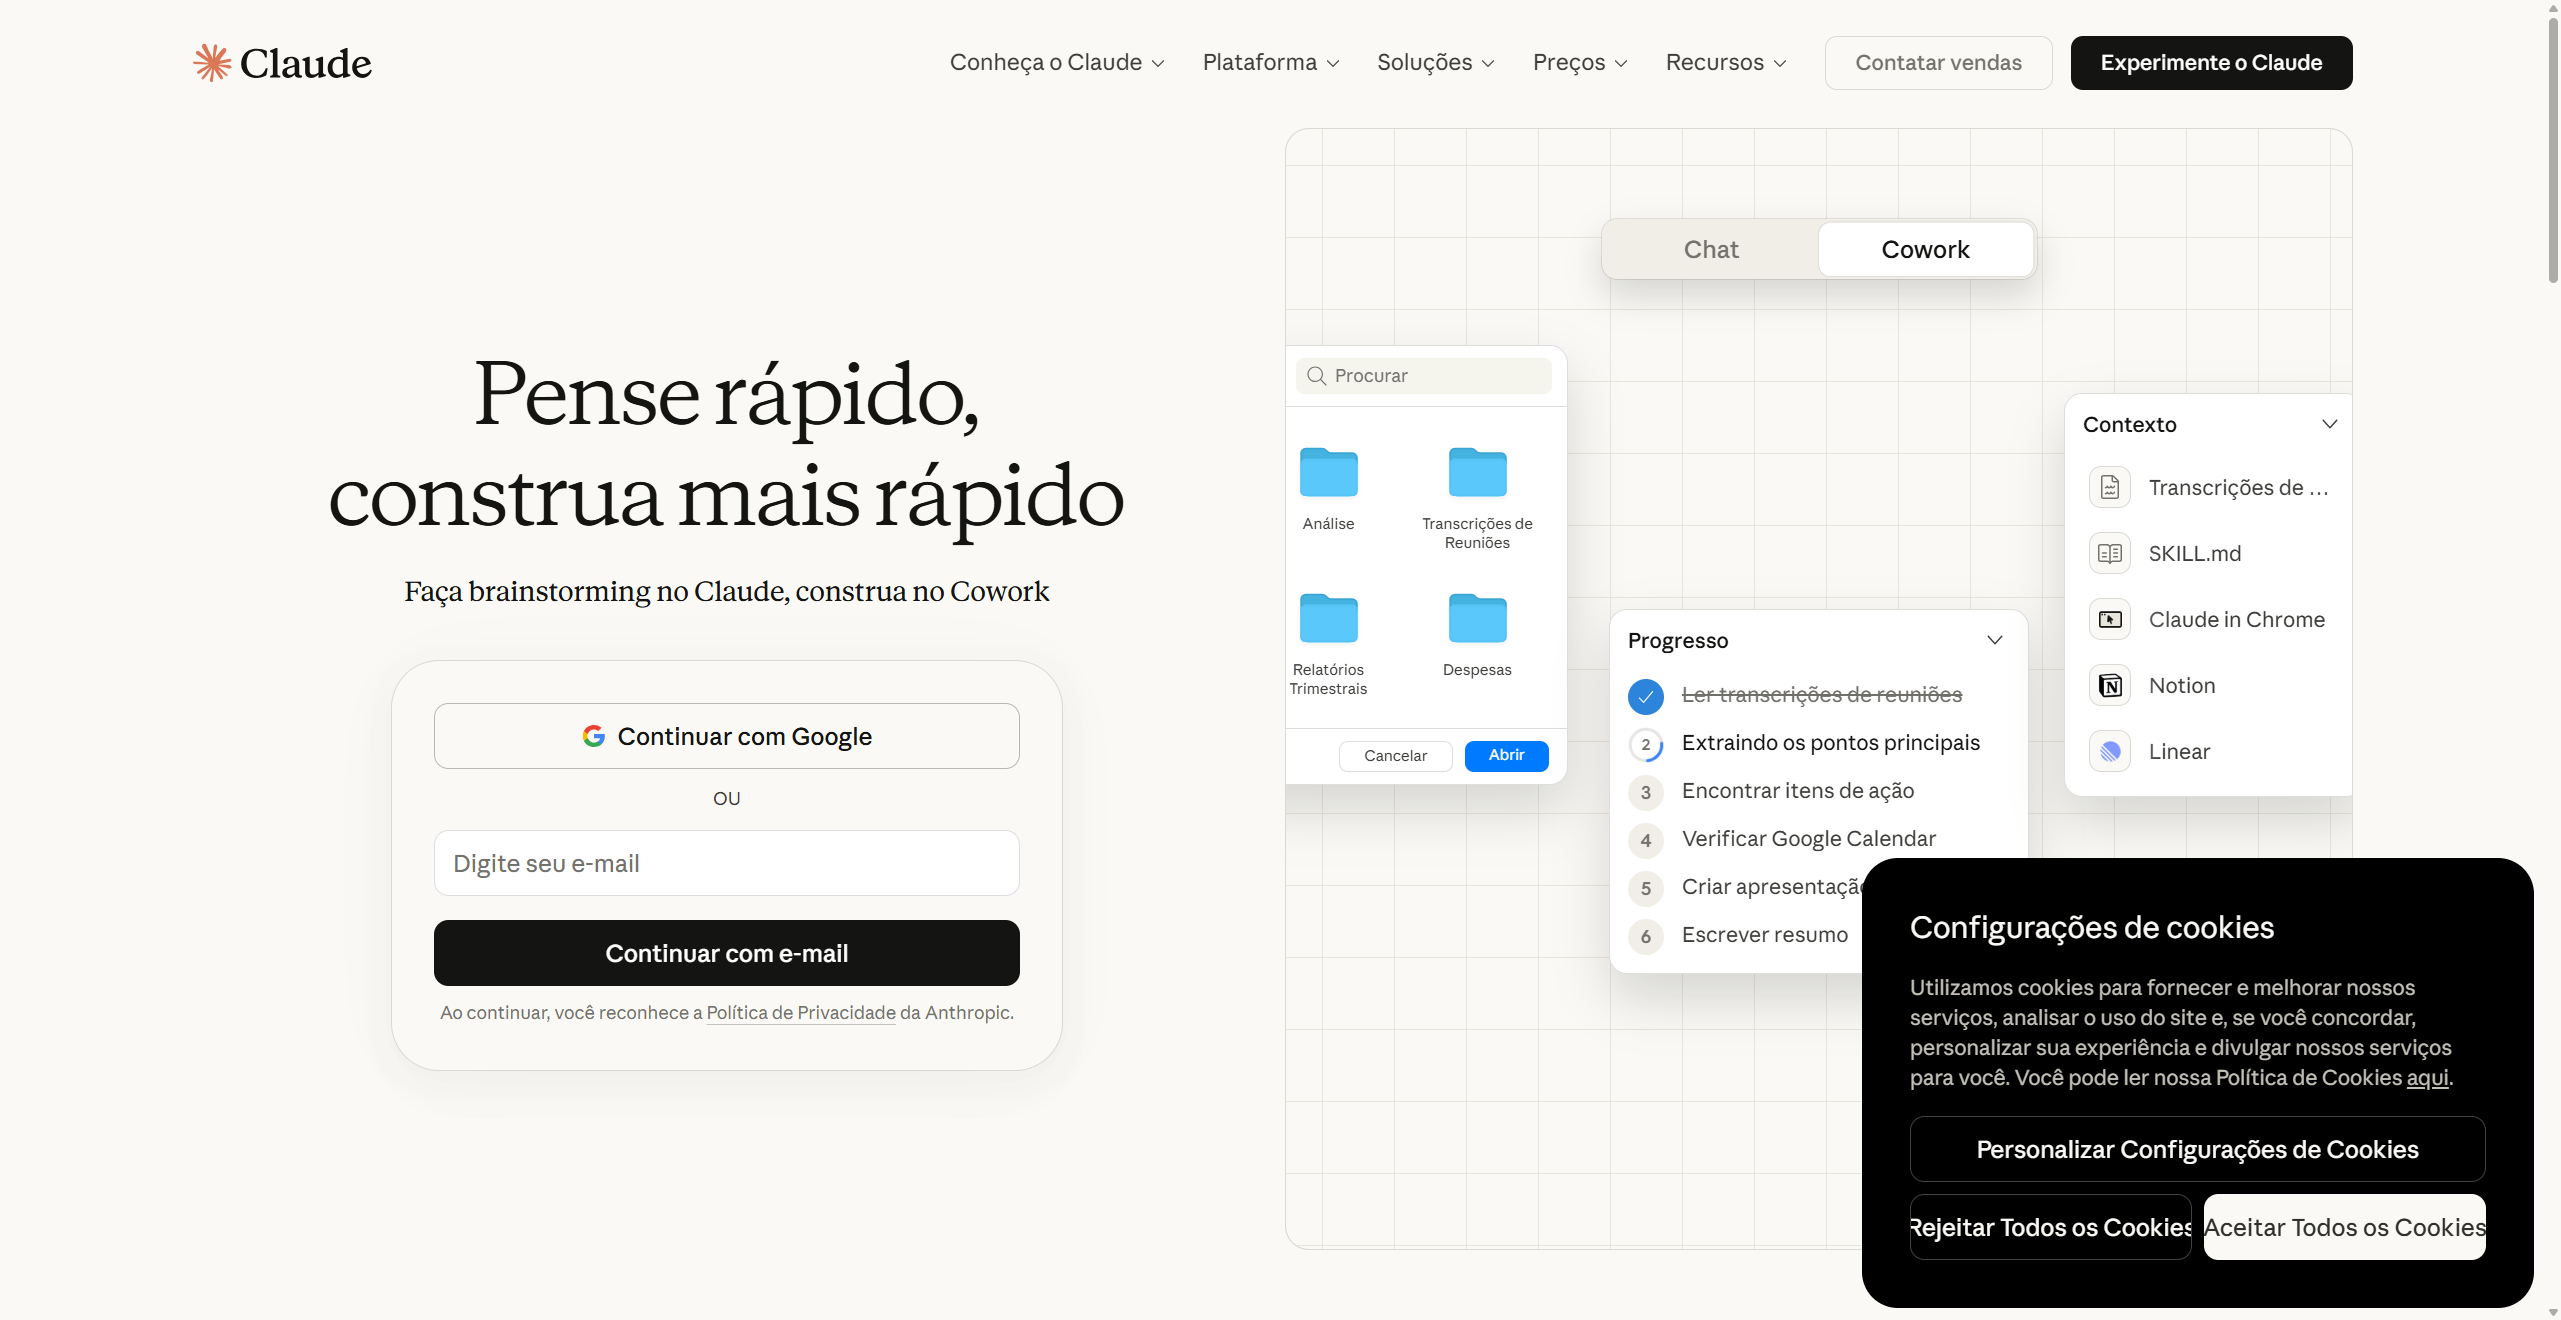 Claude
Conheça o Claude
Plataforma
Soluções
Preços
Recursos
Contatar vendas
Experimente o Claude
Pense rápido,
construa mais rápido
Faça brainstorming no Claude, construa no Cowork
Continuar com Google
OU
Digite seu e-mail
Continuar com e-mail
Ao continuar, você reconhece a Política de Privacidade da Anthropic.
Chat
Cowork
Procurar
Análise
Transcrições de
Reuniões
Relatórios
Trimestrais
Despesas
Cancelar
Abrir
Progresso
Ler transcrições de reuniões
2 Extraindo os pontos principais
3 Encontrar itens de ação
4 Verificar Google Calendar
5 Criar apresentação
6 Escrever resumo
Contexto
Transcrições de ...
SKILL.md
Claude in Chrome
Notion
Linear
Configurações de cookies
Utilizamos cookies para fornecer e melhorar nossos
serviços, analisar o uso do site e, se você concordar,
personalizar sua experiência e divulgar nossos serviços
para você. Você pode ler nossa Política de Cookies aqui.
Personalizar Configurações de Cookies
Rejeitar Todos os Cookies
Aceitar Todos os Cookies